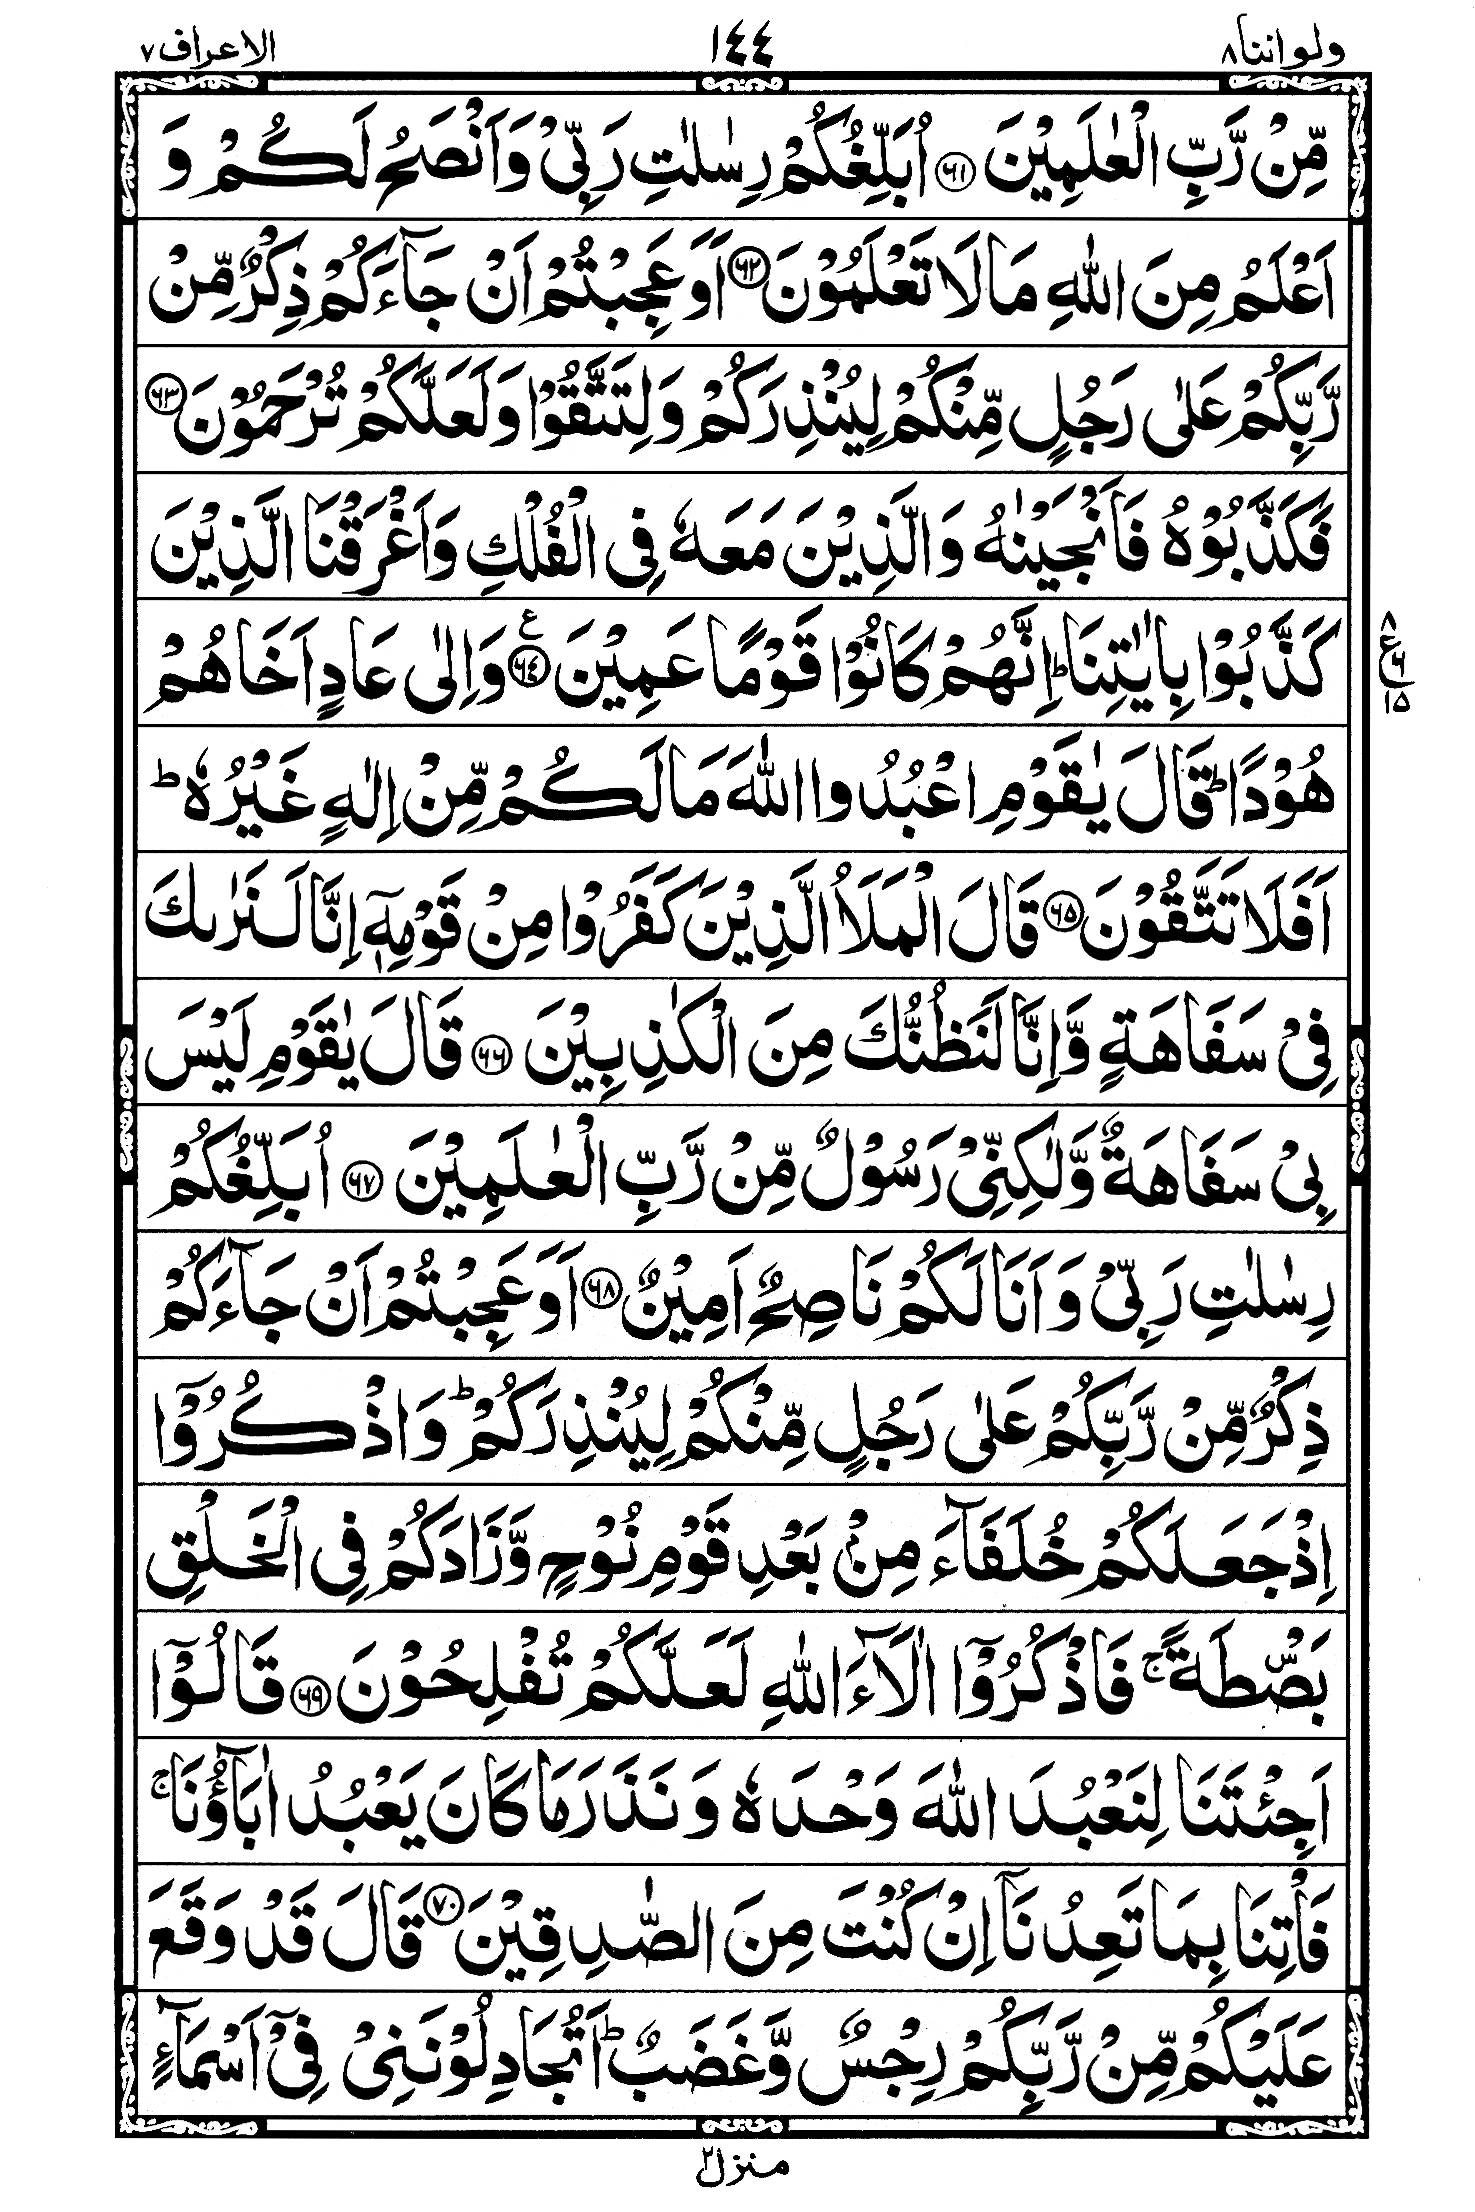 ولواننا ٨
١٤٤
الاعراف ٧
مِّنْ رَّبِّ الْعٰلَمِيْنَ ﴿٦١﴾ اُبَلِّغُكُمْ رِسٰلٰتِ رَبِّىْ وَاَنْصَحُ لَكُمْ وَ
اَعْلَمُ مِنَ اللّٰهِ مَا لَا تَعْلَمُوْنَ ﴿٦٢﴾ اَوَعَجِبْتُمْ اَنْ جَآءَكُمْ ذِكْرٌ مِّنْ
رَّبِّكُمْ عَلٰى رَجُلٍ مِّنْكُمْ لِيُنْذِرَكُمْ وَلِتَتَّقُوْا وَلَعَلَّكُمْ تُرْحَمُوْنَ ﴿٦٣﴾
فَكَذَّبُوْهُ فَاَنْجَيْنٰهُ وَالَّذِيْنَ مَعَهٗ فِى الْفُلْكِ وَاَغْرَقْنَا الَّذِيْنَ
كَذَّبُوْا بِاٰيٰتِنَا ؕ اِنَّهُمْ كَانُوْا قَوْمًا عَمِيْنَ ﴿٦٤﴾ ع وَاِلٰى عَادٍ اَخَاهُمْ
٨
ع ٦
١٥
هُوْدًا ؕ قَالَ يٰقَوْمِ اعْبُدُوا اللّٰهَ مَا لَكُمْ مِّنْ اِلٰهٍ غَيْرُهٗ ؕ
اَفَلَا تَتَّقُوْنَ ﴿٦٥﴾ قَالَ الْمَلَاُ الَّذِيْنَ كَفَرُوْا مِنْ قَوْمِهٖۤ اِنَّا لَـنَرٰٮكَ
فِىْ سَفَاهَةٍ وَّاِنَّا لَنَظُنُّكَ مِنَ الْكٰذِبِيْنَ ﴿٦٦﴾ قَالَ يٰقَوْمِ لَيْسَ
بِىْ سَفَاهَةٌ وَّلٰكِنِّىْ رَسُوْلٌ مِّنْ رَّبِّ الْعٰلَمِيْنَ ﴿٦٧﴾ اُبَلِّغُكُمْ
رِسٰلٰتِ رَبِّىْ وَاَنَا لَكُمْ نَاصِحٌ اَمِيْنٌ ﴿٦٨﴾ اَوَعَجِبْتُمْ اَنْ جَآءَكُمْ
ذِكْرٌ مِّنْ رَّبِّكُمْ عَلٰى رَجُلٍ مِّنْكُمْ لِيُنْذِرَكُمْ ؕ وَاذْكُرُوْۤا
اِذْ جَعَلَكُمْ خُلَفَآءَ مِنْۢ بَعْدِ قَوْمِ نُوْحٍ وَّزَادَكُمْ فِى الْخَلْقِ
بَصْۜطَةً ۚ فَاذْكُرُوْۤا اٰلَآءَ اللّٰهِ لَعَلَّكُمْ تُفْلِحُوْنَ ﴿٦٩﴾ قَالُوْۤا
اَجِئْتَنَا لِنَعْبُدَ اللّٰهَ وَحْدَهٗ وَنَذَرَ مَا كَانَ يَعْبُدُ اٰبَآؤُنَا ۚ
فَاْتِنَا بِمَا تَعِدُنَاۤ اِنْ كُنْتَ مِنَ الصّٰدِقِيْنَ ﴿٧٠﴾ قَالَ قَدْ وَقَعَ
عَلَيْكُمْ مِّنْ رَّبِّكُمْ رِجْسٌ وَّغَضَبٌ ؕ اَتُجَادِلُوْنَنِىْ فِىْۤ اَسْمَآءٍ
منزل ٢